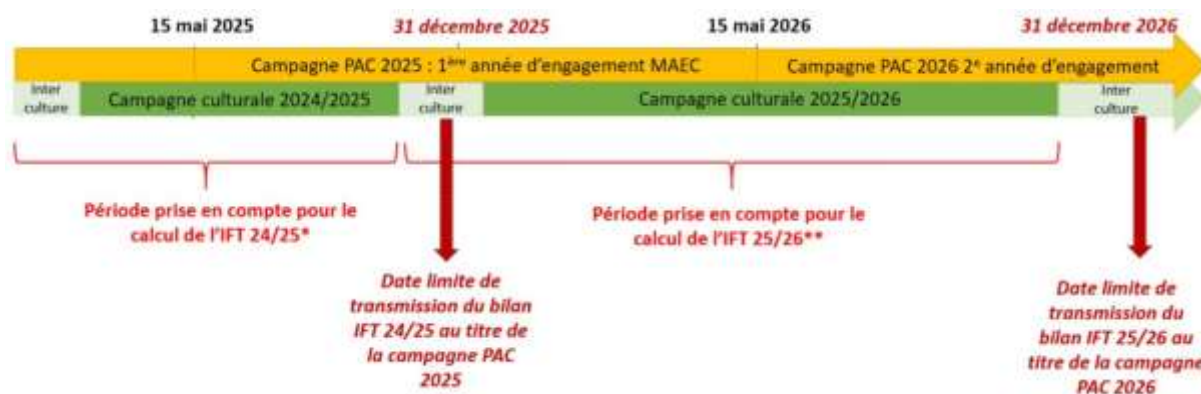 15 mai 2025
31 décembre 2025
15 mai 2026
31 décembre 2026
Campagne PAC 2025 : 1ère année d'engagement MAEC
Campagne PAC 2026 2e année d'engagement
Inter
culture
Campagne culturale 2024/2025
Inter
culture
Campagne culturale 2025/2026
Inter
culture
Période prise en compte pour le
calcul de l'IFT 24/25*
Période prise en compte pour le
calcul de l'IFT 25/26**
Date limite de
transmission du bilan
IFT 24/25 au titre de
la campagne PAC
2025
Date limite de
transmission du
bilan IFT 25/26 au
titre de la campagne
PAC 2026